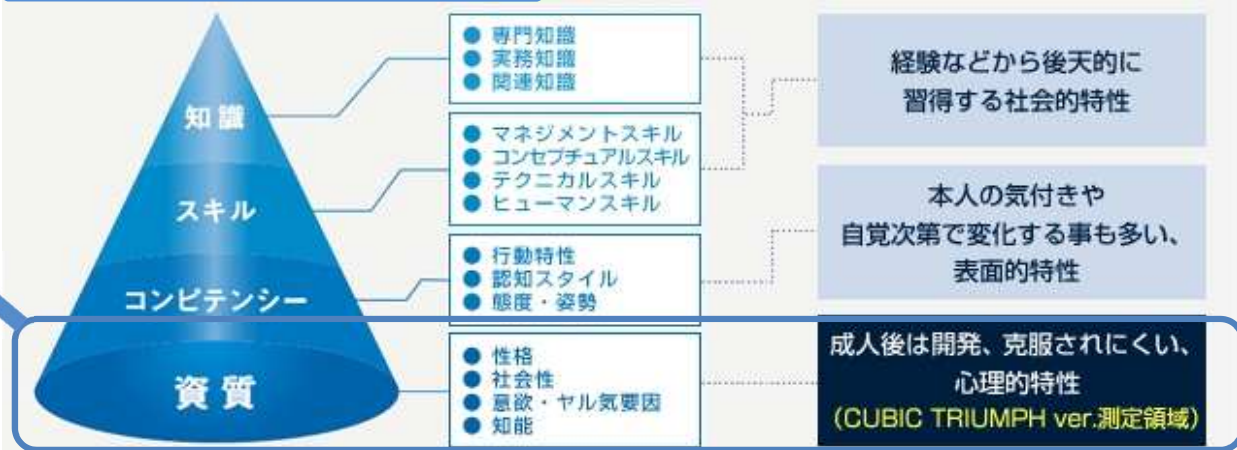 知識
● 専門知識
● 実務知識
● 関連知識
経験などから後天的に
習得する社会的特性
スキル
● マネジメントスキル
● コンセプチュアルスキル
● テクニカルスキル
● ヒューマンスキル
コンピテンシー
● 行動特性
● 認知スタイル
●態度・姿勢
本人の気付きや
自覚次第で変化する事も多い、
表面的特性
資質
● 性格
● 社会性
● 意欲・ヤル気要因
● 知能
成人後は開発、克服されにくい、
心理的特性
(CUBIC TRIUMPH ver.測定領域)